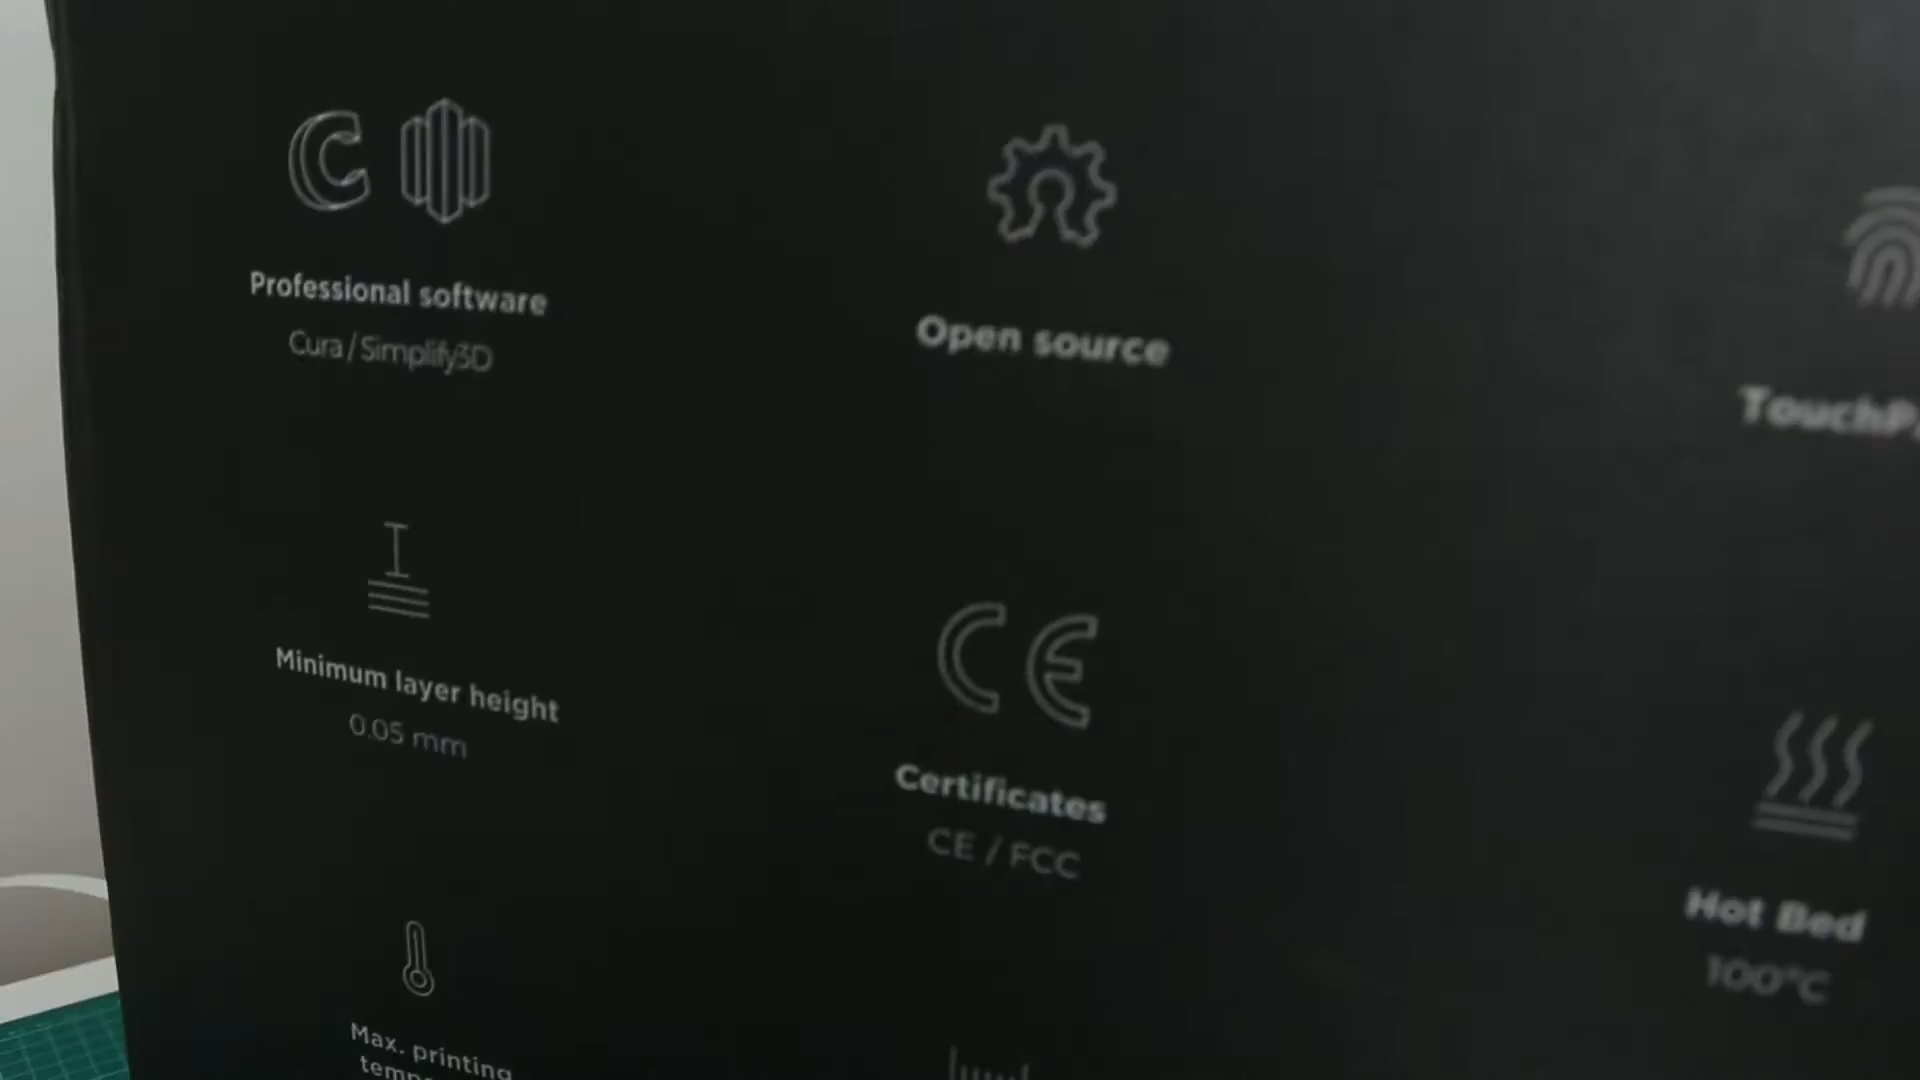 Professional software
Cura / Simplify3D
Open source
Minimum layer height
0.05 mm
CE
Certificates
CE / FCC
Hot Bed
100°C
Max. printing